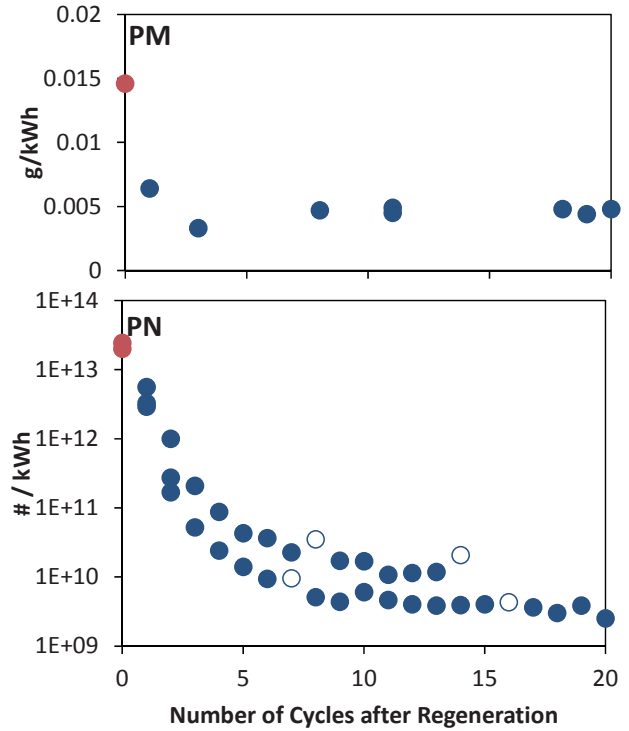 0.02
PM
0.015
0.01
0.005
0
g/kWh
1E+14
PN
1E+13
1E+12
1E+11
1E+10
1E+09
# / kWh
0 5 10 15 20
Number of Cycles after Regeneration